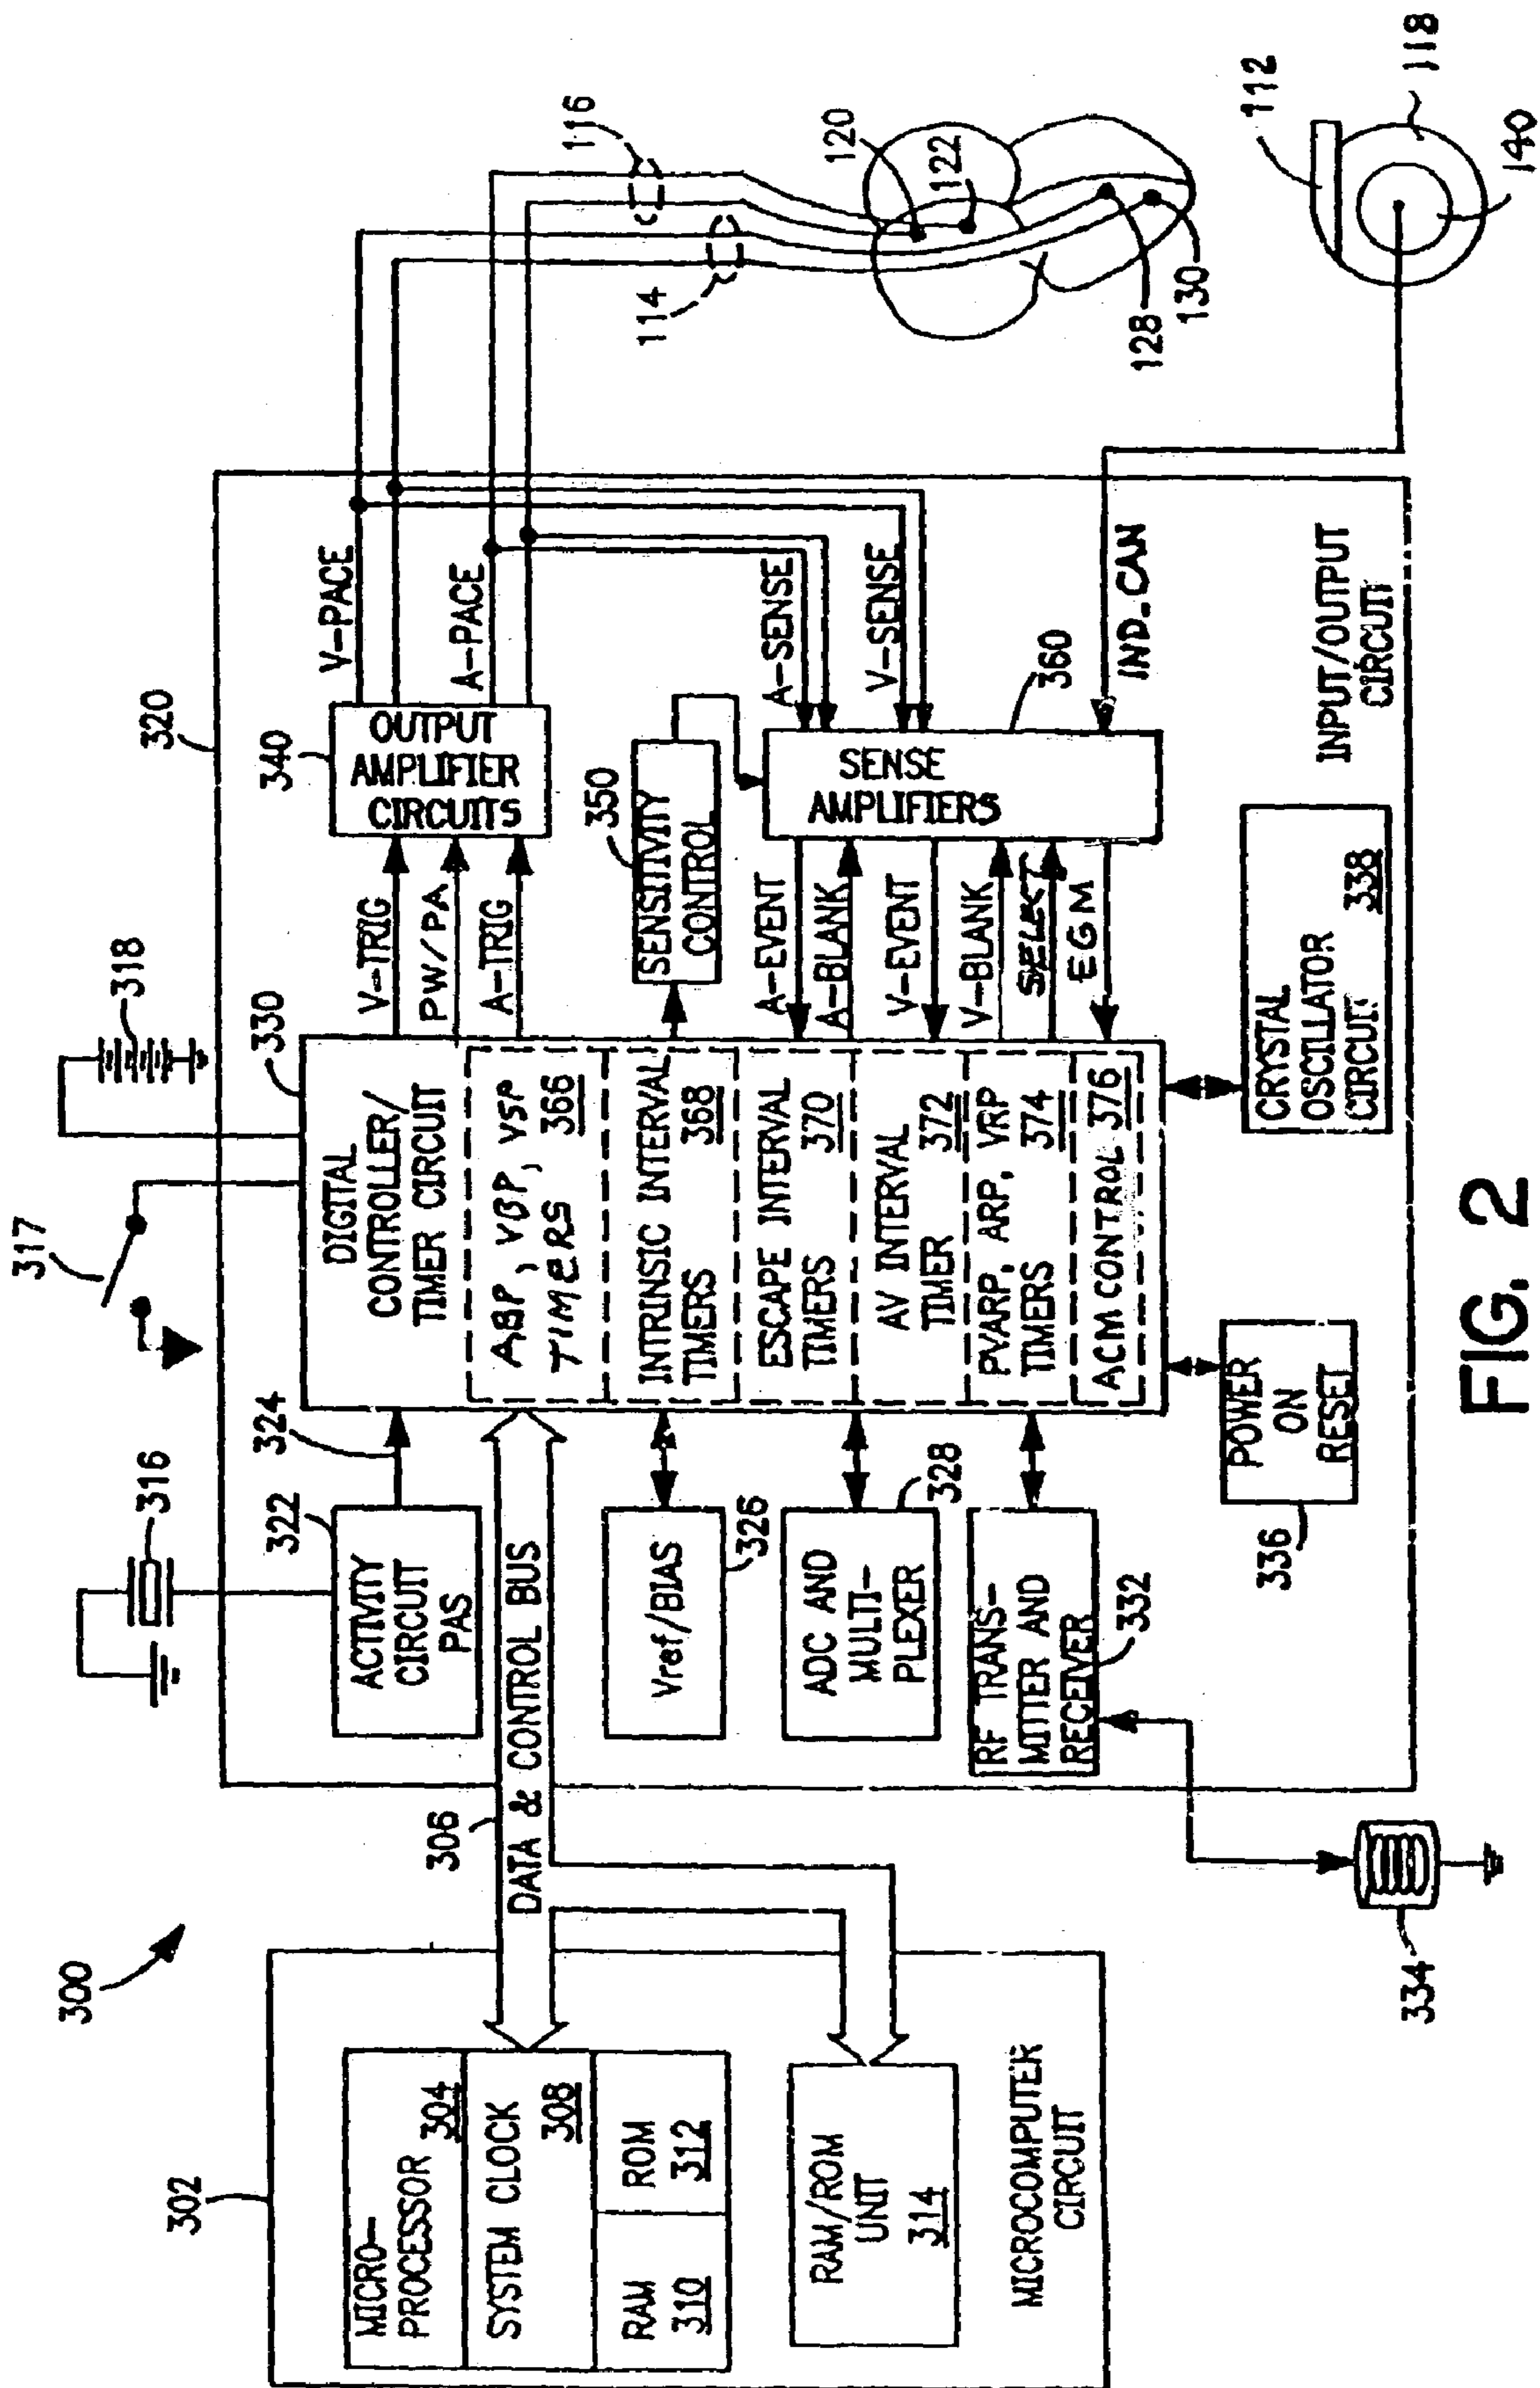 300
302
MICRO-
PROCESSOR
304
SYSTEM CLOCK
308
RAM
310
ROM
312
RAM/ROM
UNIT
314
MICROCOMPUTER
CIRCUIT
306
DATA & CONTROL BUS
316
317
318
320
322
ACTIVITY
CIRCUIT
PAS
324
Vref/BIAS
326
ADC AND
MULTI-
PLEXER
328
RF TRANS-
MITTER AND
RECEIVER
332
334
330
DIGITAL
CONTROLLER/
TIMER CIRCUIT
ABP, VBP, VSP
TIMERS 366
INTRINSIC INTERVAL
TIMERS 368
ESCAPE INTERVAL
TIMERS 370
AV INTERVAL
TIMER 372
PVARP, ARP, VRP
TIMERS 374
ACM CONTROL 376
POWER
ON
RESET
336
CRYSTAL
OSCILLATOR
CIRCUIT 338
V-TRIG
PW/PA
A-TRIG
340
OUTPUT
AMPLIFIER
CIRCUITS
350
SENSITIVITY
CONTROL
A-EVENT
A-BLANK
V-EVENT
V-BLANK
SELECT
EGM
SENSE
AMPLIFIERS
360
V-PACE
A-PACE
A-SENSE
V-SENSE
IND_CAN
INPUT/OUTPUT
CIRCUIT
114
116
120
122
128
130
112
118
140
FIG. 2